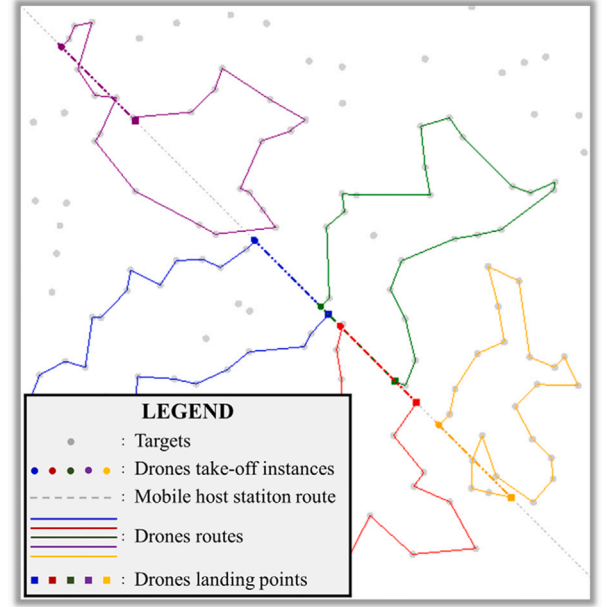 LEGEND
: Targets
: Drones take-off instances
: Mobile host statiton route
: Drones routes
: Drones landing points